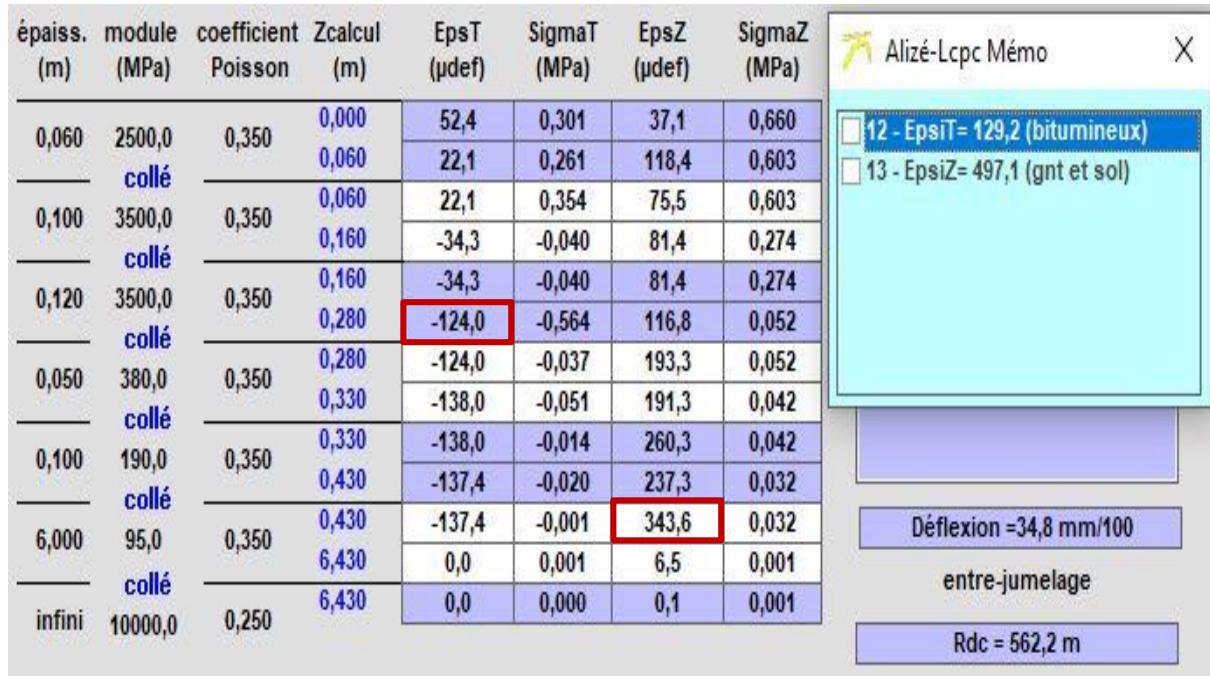 épaiss. module coefficient Zcalcul EpsT SigmaT EpsZ SigmaZ
(m) (MPa) Poisson (m) (µdef) (MPa) (µdef) (MPa)
0,060 2500,0 0,350 0,000 52,4 0,301 37,1 0,660
collé 0,060 22,1 0,261 118,4 0,603
0,100 3500,0 0,350 0,060 22,1 0,354 75,5 0,603
collé 0,160 -34,3 -0,040 81,4 0,274
0,120 3500,0 0,350 0,160 -34,3 -0,040 81,4 0,274
collé 0,280 -124,0 -0,564 116,8 0,052
0,050 380,0 0,350 0,280 -124,0 -0,037 193,3 0,052
collé 0,330 -138,0 -0,051 191,3 0,042
0,100 190,0 0,350 0,330 -138,0 -0,014 260,3 0,042
collé 0,430 -137,4 -0,020 237,3 0,032
6,000 95,0 0,350 0,430 -137,4 -0,001 343,6 0,032
collé 6,430 0,0 0,001 6,5 0,001
infini 10000,0 0,250 6,430 0,0 0,000 0,1 0,001
Alizé-Lcpc Mémo X
12 - EpsiT= 129,2 (bitumineux)
13 - EpsiZ= 497,1 (gnt et sol)
Déflexion =34,8 mm/100
entre-jumelage
Rdc = 562,2 m